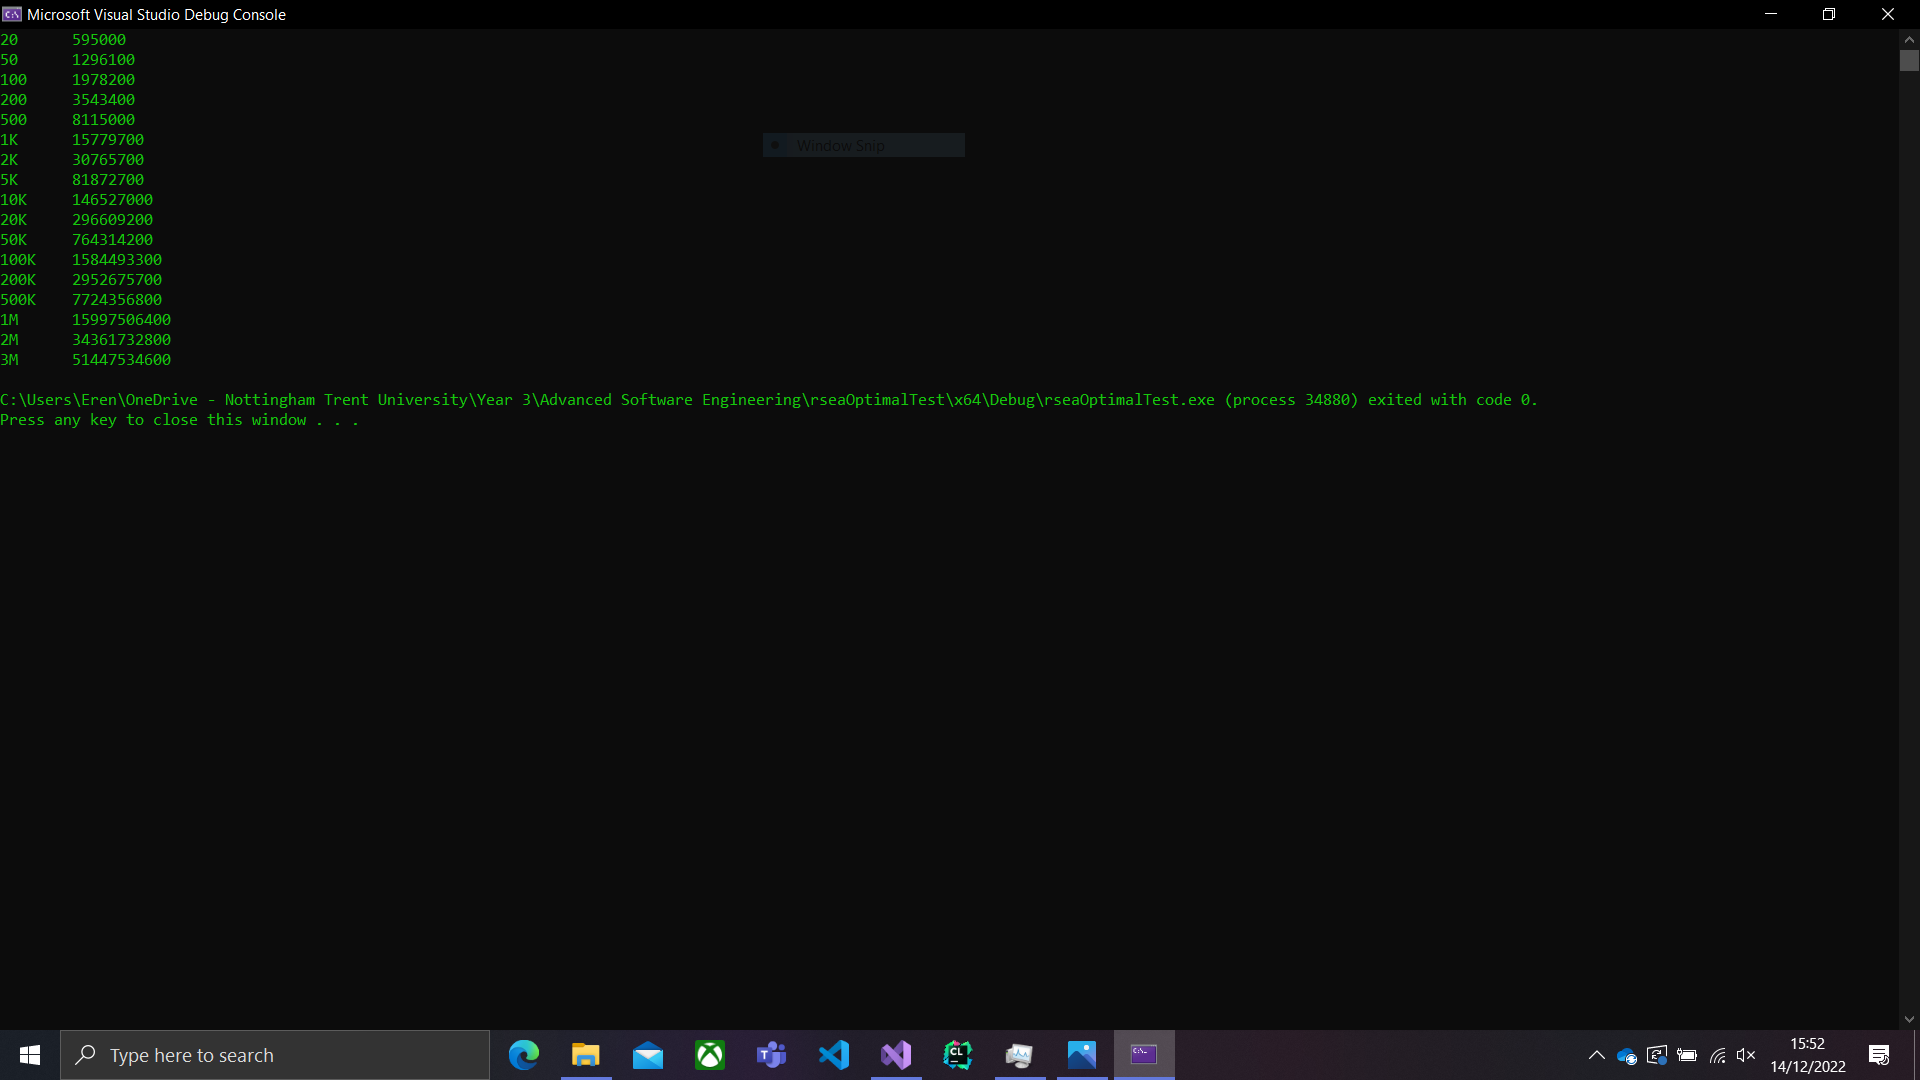 Microsoft Visual Studio Debug Console
20 595000
50 1296100
100 1978200
200 3543400
500 8115000
1K 15779700
2K 30765700
5K 81872700
10K 146527000
20K 296609200
50K 764314200
100K 1584493300
200K 2952675700
500K 7724356800
1M 15997506400
2M 34361732800
3M 51447534600
Window Snip
C:\Users\Eren\OneDrive - Nottingham Trent University\Year 3\Advanced Software Engineering\rseaOptimalTest\x64\Debug\rseaOptimalTest.exe (process 34880) exited with code 0.
Press any key to close this window . . .
Type here to search
15:52
14/12/2022